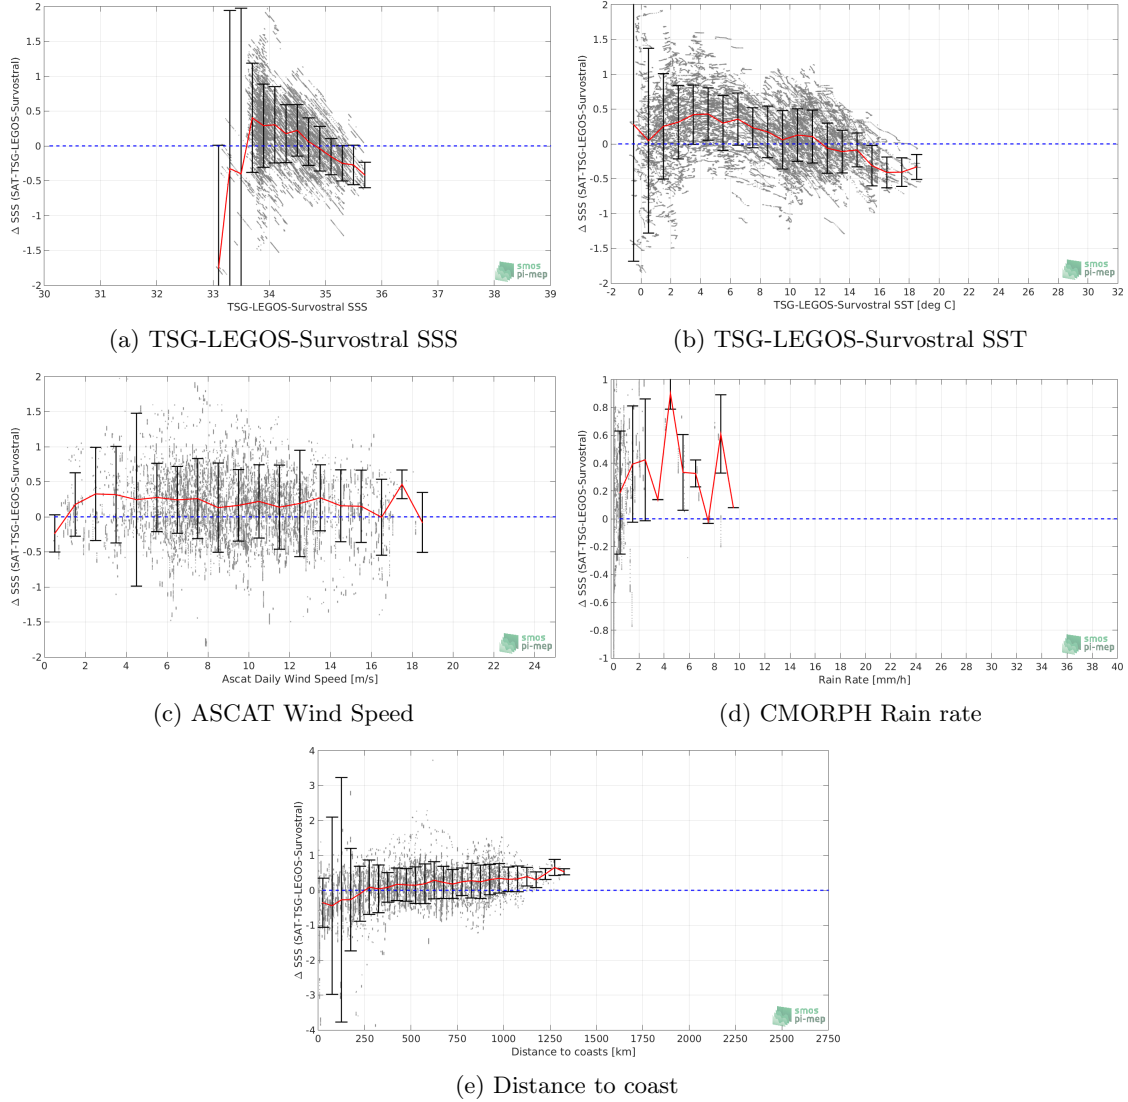 Δ SSS (SAT-TSG-LEGOS-Survostral)
2
1.5
1
0.5
0
-0.5
-1
-1.5
-2
30 31 32 33 34 35 36 37 38 39
TSG-LEGOS-Survostral SSS
smos
pi-mep
(a) TSG-LEGOS-Survostral SSS
Δ SSS (SAT-TSG-LEGOS-Survostral)
2
1.5
1
0.5
0
-0.5
-1
-1.5
-2
-2 0 2 4 6 8 10 12 14 16 18 20 22 24 26 28 30 32
TSG-LEGOS-Survostral SST [deg C]
smos
pi-mep
(b) TSG-LEGOS-Survostral SST
Δ SSS (SAT-TSG-LEGOS-Survostral)
2
1.5
1
0.5
0
-0.5
-1
-1.5
-2
0 2 4 6 8 10 12 14 16 18 20 22 24
Ascat Daily Wind Speed [m/s]
smos
pi-mep
(c) ASCAT Wind Speed
Δ SSS (SAT-TSG-LEGOS-Survostral)
1
0.8
0.6
0.4
0.2
0
-0.2
-0.4
-0.6
-0.8
-1
0 2 4 6 8 10 12 14 16 18 20 22 24 26 28 30 32 34 36 38 40
Rain Rate [mm/h]
smos
pi-mep
(d) CMORPH Rain rate
Δ SSS (SAT-TSG-LEGOS-Survostral)
4
3
2
1
0
-1
-2
-3
-4
0 250 500 750 1000 1250 1500 1750 2000 2250 2500 2750
Distance to coasts [km]
smos
pi-mep
(e) Distance to coast